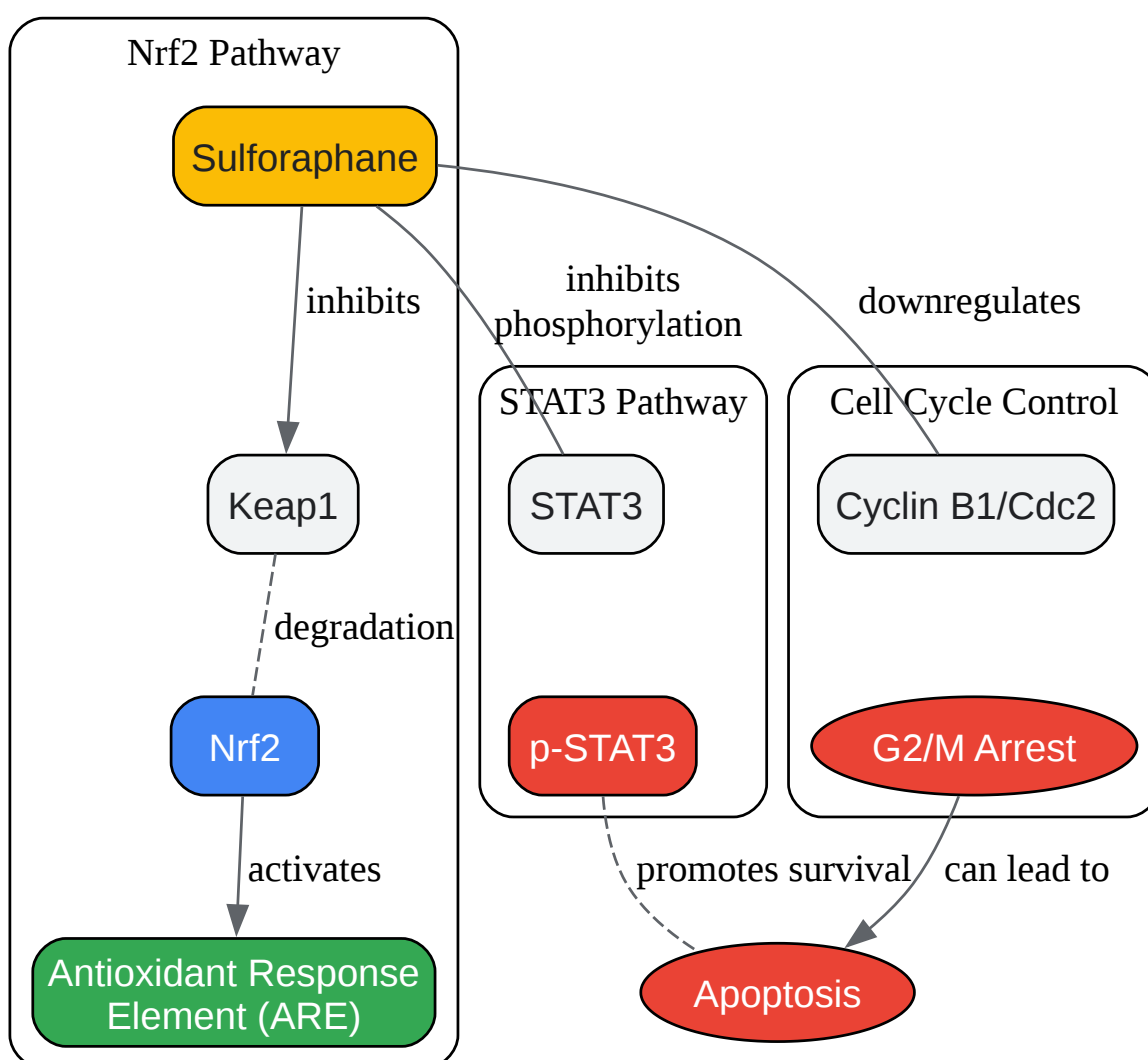 Nrf2 Pathway
Sulforaphane
inhibits
inhibits
phosphorylation
downregulates
STAT3 Pathway
Cell Cycle Control
Keap1
STAT3
Cyclin B1/Cdc2
degradation
Nrf2
p-STAT3
G2/M Arrest
activates
promotes survival
can lead to
Antioxidant Response
Element (ARE)
Apoptosis